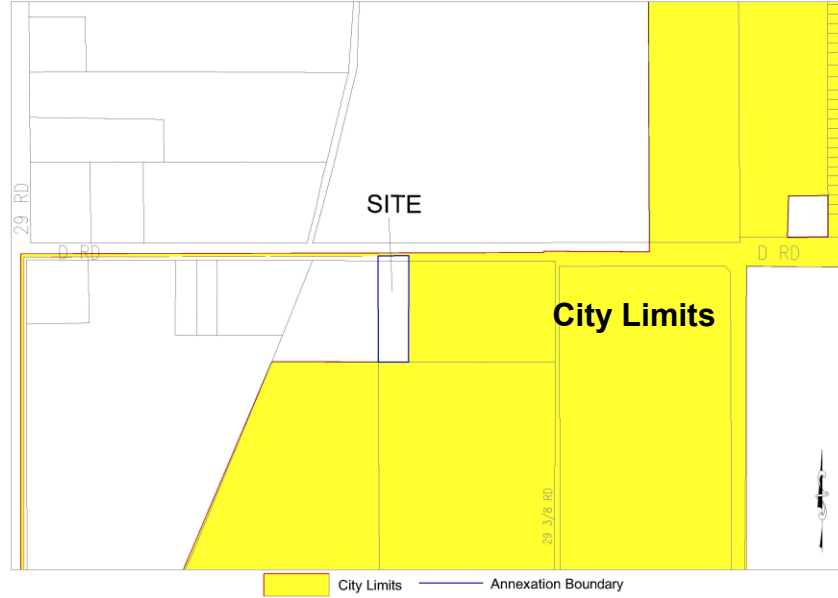 29 RD
SITE
D RD
D RD
City Limits
29 3/8 RD
City Limits
Annexation Boundary